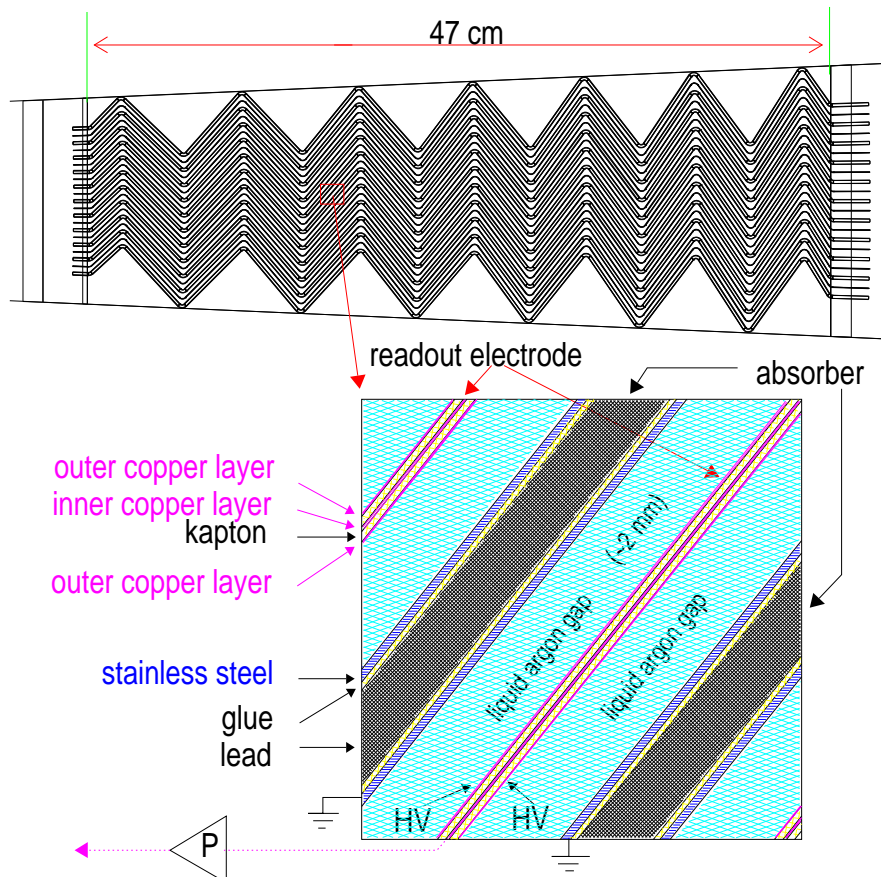 47 cm
readout electrode
absorber
outer copper layer
inner copper layer
kapton
outer copper layer
(~2 mm)
liquid argon gap
liquid argon gap
stainless steel
glue
lead
HV
HV
P